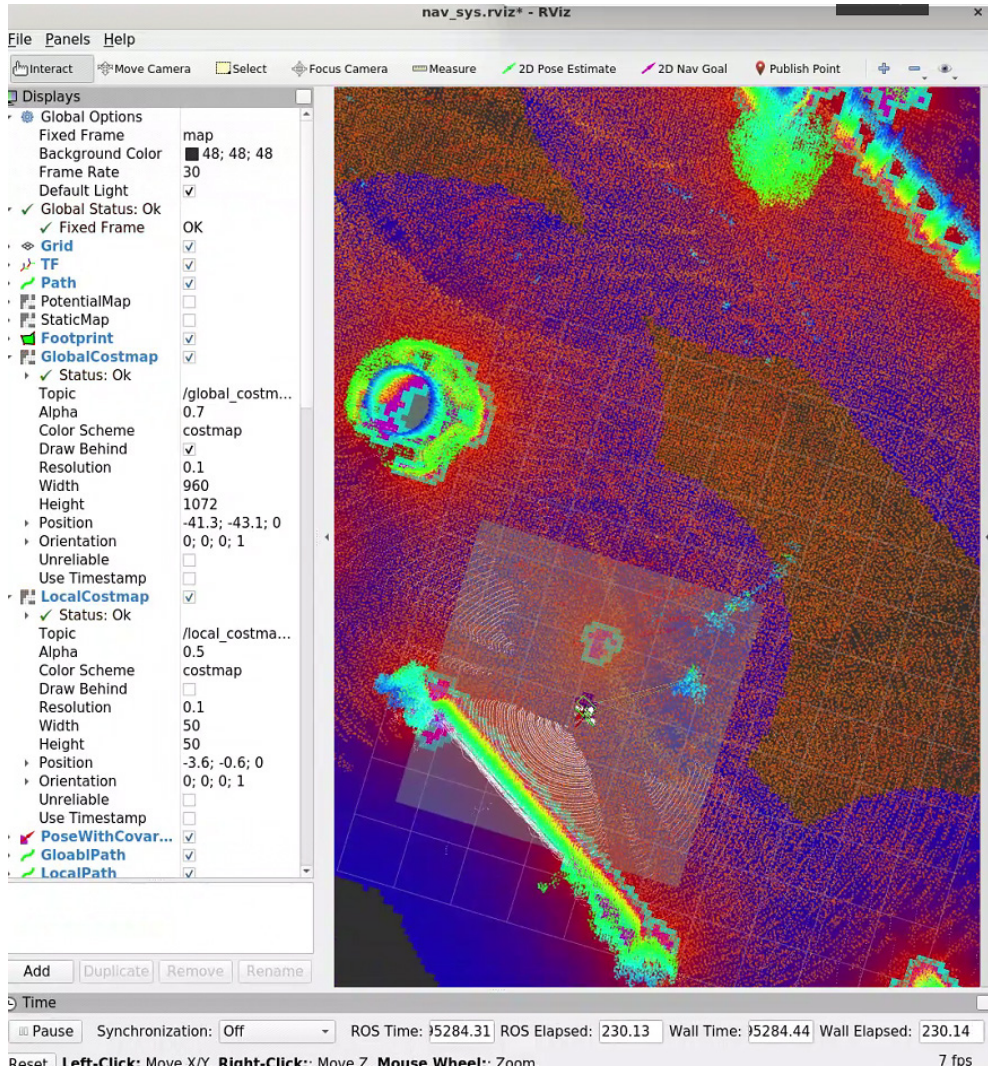 nav_sys.rviz* - RViz ×
File Panels Help
Interact Move Camera Select Focus Camera Measure 2D Pose Estimate 2D Nav Goal Publish Point
Displays
Global Options
Fixed Frame map
Background Color 48; 48; 48
Frame Rate 30
Default Light ✓
✓ Global Status: Ok
✓ Fixed Frame OK
Grid ✓
TF ✓
Path ✓
PotentialMap
StaticMap
Footprint ✓
GlobalCostmap ✓
✓ Status: Ok
Topic /global_costm...
Alpha 0.7
Color Scheme costmap
Draw Behind ✓
Resolution 0.1
Width 960
Height 1072
Position -41.3; -43.1; 0
Orientation 0; 0; 0; 1
Unreliable
Use Timestamp
LocalCostmap ✓
✓ Status: Ok
Topic /local_costma...
Alpha 0.5
Color Scheme costmap
Draw Behind
Resolution 0.1
Width 50
Height 50
Position -3.6; -0.6; 0
Orientation 0; 0; 0; 1
Unreliable
Use Timestamp
PoseWithCovar... ✓
GloablPath ✓
LocalPath ✓
Add Duplicate Remove Rename
Time
Pause Synchronization: Off ROS Time: 95284.31 ROS Elapsed: 230.13 Wall Time: 95284.44 Wall Elapsed: 230.14
Reset Left-Click: Move X/Y. Right-Click:: Move Z. Mouse Wheel:: Zoom. 7 fps